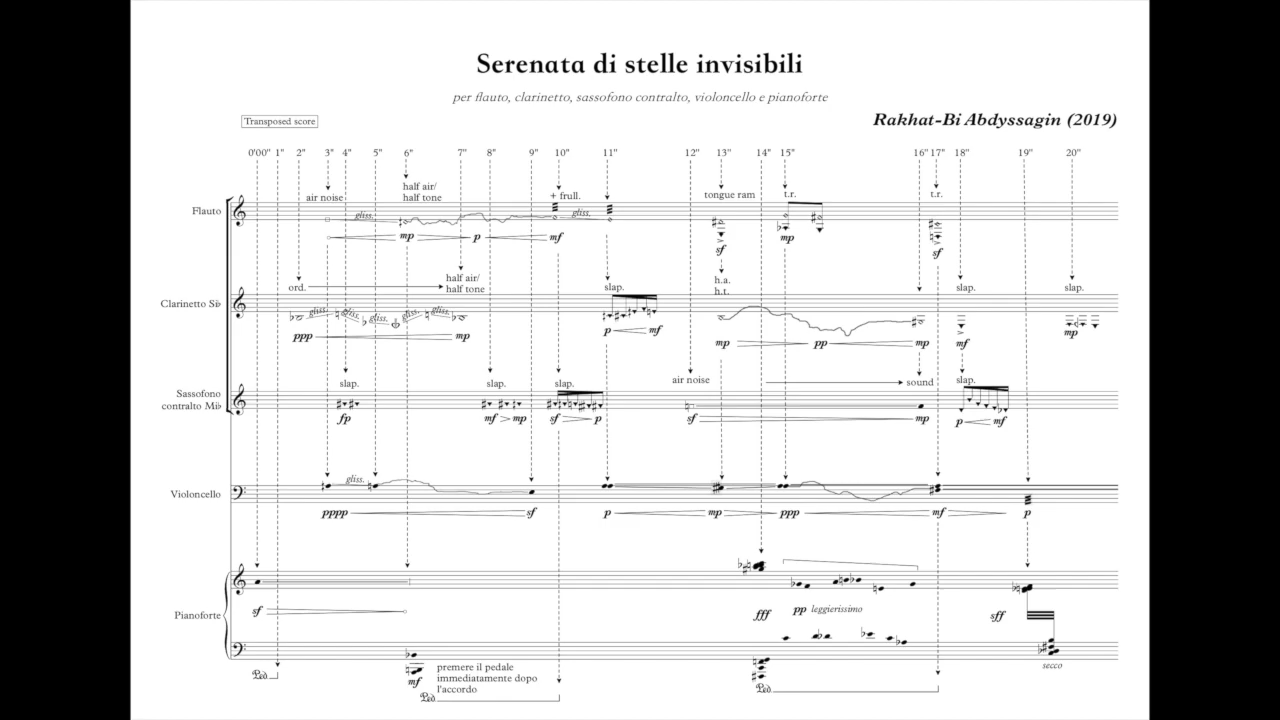 Serenata di stelle invisibili
per flauto, clarinetto, sassofono contralto, violoncello e pianoforte
Transposed score
Rakhat-Bi Abdyssagin (2019)
0'00" 1" 2" 3" 4" 5" 6" 7" 8" 9" 10" 11" 12" 13" 14" 15" 16" 17" 18" 19" 20"
half air/
air noise half tone + frull. tongue ram t.r. t.r.
Flauto gliss. gliss.
mp p mf sf mp sf
half air/ h.a.
ord. half tone slap. h.t. slap. slap.
Clarinetto Si♭ gliss. gliss. gliss. gliss.
ppp mp p mf mp pp mp mf mp
slap. slap. slap. air noise sound slap.
Sassofono
contralto Mi♭
fp mf mp sf p sf mp p mf
gliss.
Violoncello
pppp sf p mp ppp mf p
Pianoforte
sf fff pp leggierissimo sff
secco
Ped. mf premere il pedale
immediatamente dopo
l'accordo
Ped. Ped.